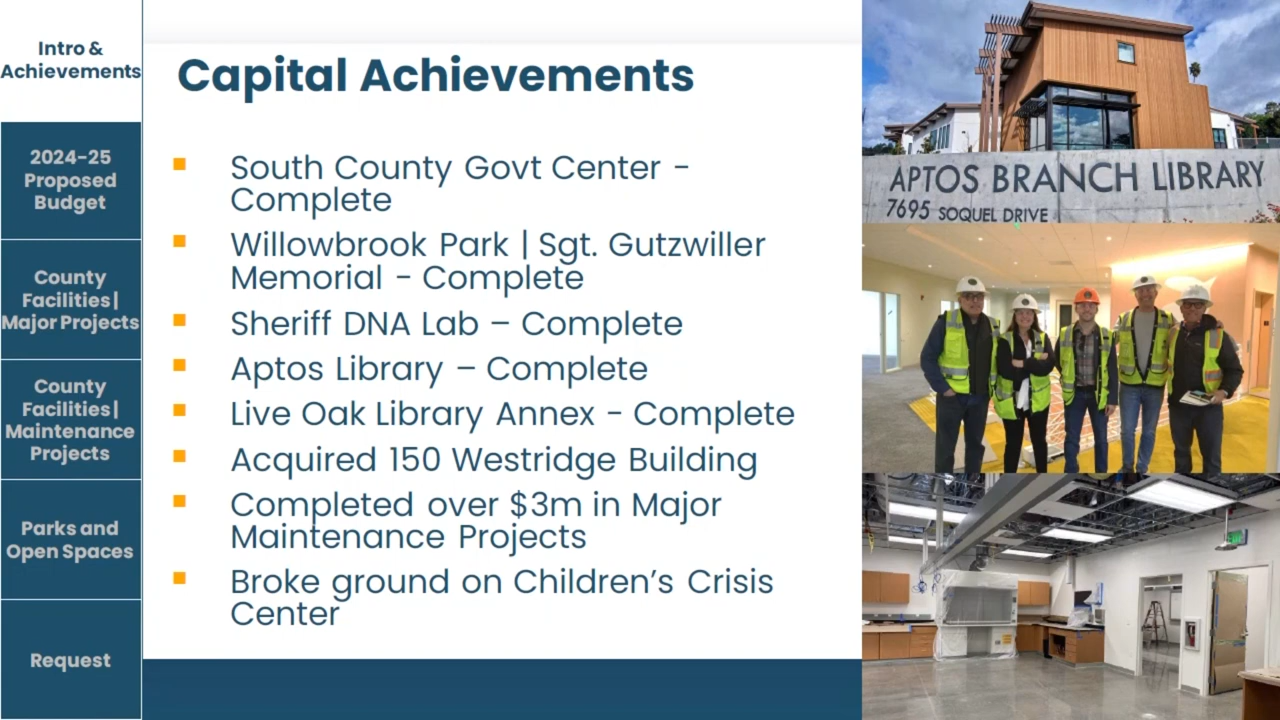 Intro &
Achievements
2024-25
Proposed
Budget
County
Facilities|
Major Projects
County
Facilities|
Maintenance
Projects
Parks and
Open Spaces
Request
Capital Achievements
South County Govt Center -
Complete
Willowbrook Park | Sgt. Gutzwiller
Memorial - Complete
Sheriff DNA Lab – Complete
Aptos Library – Complete
Live Oak Library Annex - Complete
Acquired 150 Westridge Building
Completed over $3m in Major
Maintenance Projects
Broke ground on Children’s Crisis
Center
APTOS BRANCH LIBRARY
7695 SOQUEL DRIVE